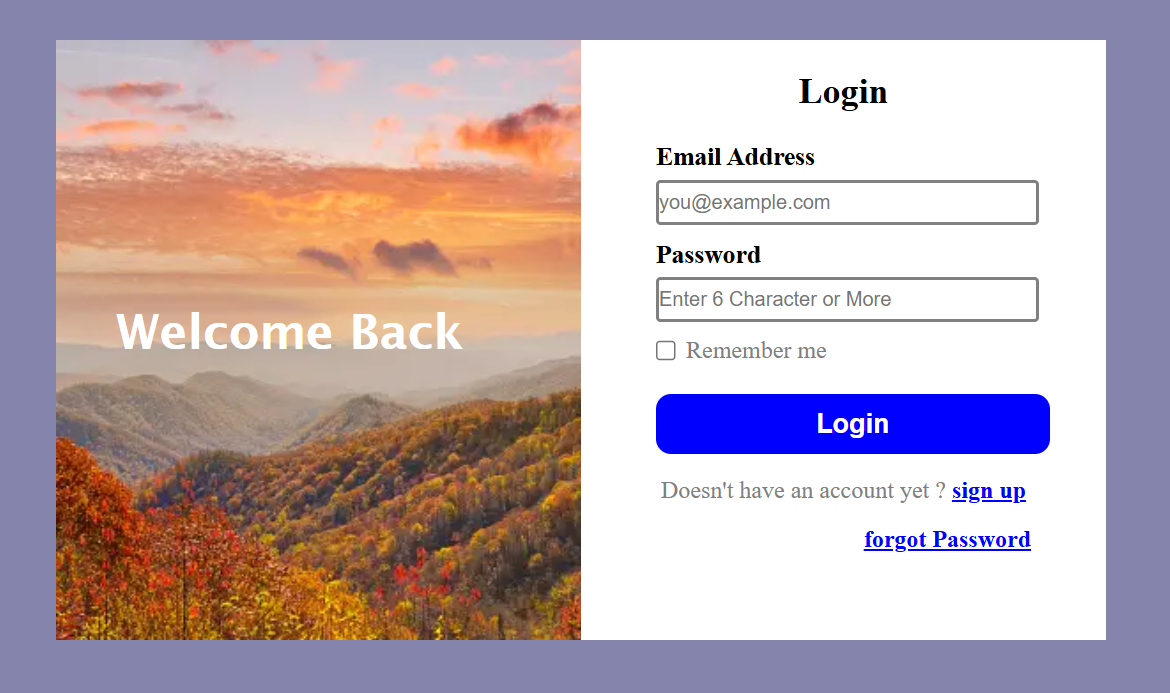 Welcome Back
Login
Email Address
you@example.com
Password
Enter 6 Character or More
Remember me
Login
Doesn't have an account yet ? sign up
forgot Password